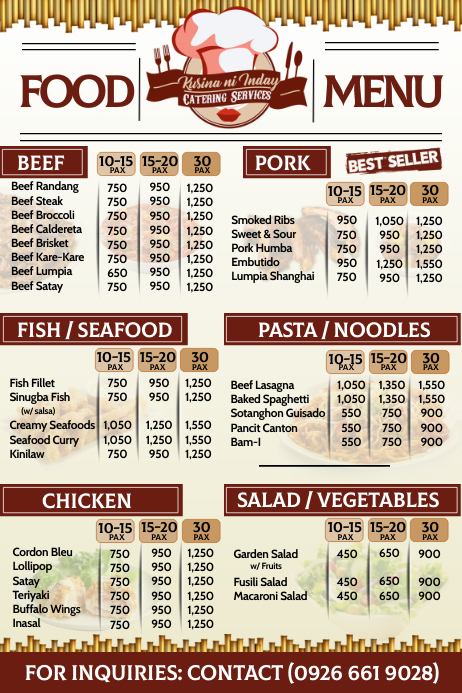 FOOD
Kusina ni Inday
CATERING SERVICES
MENU
BEEF
10-15 PAX 15-20 PAX 30 PAX
Beef Randang 750 950 1,250
Beef Steak 750 950 1,250
Beef Broccoli 750 950 1,250
Beef Caldereta 750 950 1,250
Beef Brisket 750 950 1,250
Beef Kare-Kare 750 950 1,250
Beef Lumpia 650 950 1,250
Beef Satay 750 950 1,250
PORK
BEST SELLER
10-15 PAX 15-20 PAX 30 PAX
Smoked Ribs 950 1,050 1,250
Sweet & Sour 750 950 1,250
Pork Humba 750 950 1,250
Embutido 950 1,250 1,550
Lumpia Shanghai 750 950 1,250
FISH / SEAFOOD
10-15 PAX 15-20 PAX 30 PAX
Fish Fillet 750 950 1,250
Sinugba Fish 750 950 1,250
(w/ salsa)
Creamy Seafoods 1,050 1,250 1,550
Seafood Curry 1,050 1,250 1,550
Kinilaw 750 950 1,250
PASTA / NOODLES
10-15 PAX 15-20 PAX 30 PAX
Beef Lasagna 1,050 1,350 1,550
Baked Spaghetti 1,050 1,350 1,550
Sotanghon Guisado 550 750 900
Pancit Canton 550 750 900
Bam-I 550 750 900
CHICKEN
10-15 PAX 15-20 PAX 30 PAX
Cordon Bleu 750 950 1,250
Lollipop 750 950 1,250
Satay 750 950 1,250
Teriyaki 750 950 1,250
Buffalo Wings 750 950 1,250
Inasal 750 950 1,250
SALAD / VEGETABLES
10-15 PAX 15-20 PAX 30 PAX
Garden Salad 450 650 900
w/ Fruits
Fusili Salad 450 650 900
Macaroni Salad 450 650 900
FOR INQUIRIES: CONTACT (0926 661 9028)